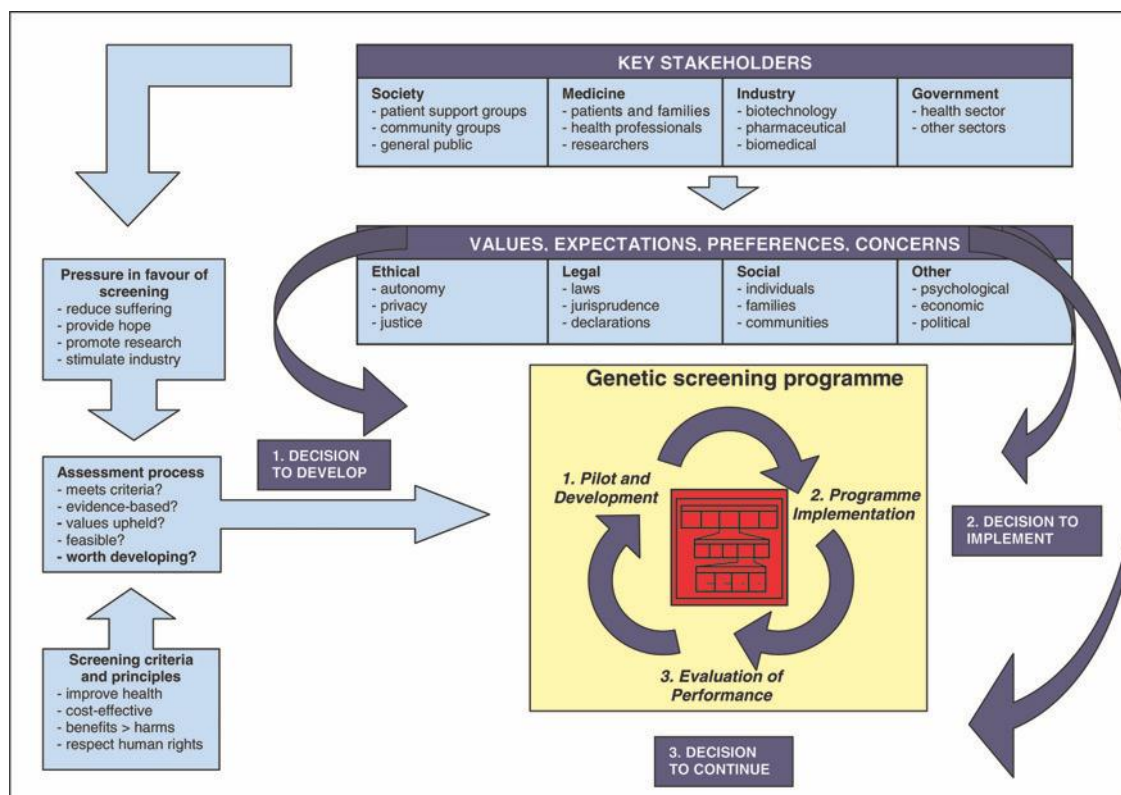 KEY STAKEHOLDERS
Society
- patient support groups
- community groups
- general public
Medicine
- patients and families
- health professionals
- researchers
Industry
- biotechnology
- pharmaceutical
- biomedical
Government
- health sector
- other sectors
VALUES, EXPECTATIONS, PREFERENCES, CONCERNS
Ethical
- autonomy
- privacy
- justice
Legal
- laws
- jurisprudence
- declarations
Social
- individuals
- families
- communities
Other
- psychological
- economic
- political
Pressure in favour of
screening
- reduce suffering
- provide hope
- promote research
- stimulate industry
Assessment process
- meets criteria?
- evidence-based?
- values upheld?
- feasible?
- worth developing?
Screening criteria
and principles
- improve health
- cost-effective
- benefits > harms
- respect human rights
1. DECISION
TO DEVELOP
Genetic screening programme
1. Pilot and
Development
2. Programme
Implementation
3. Evaluation of
Performance
2. DECISION TO
IMPLEMENT
3. DECISION
TO CONTINUE